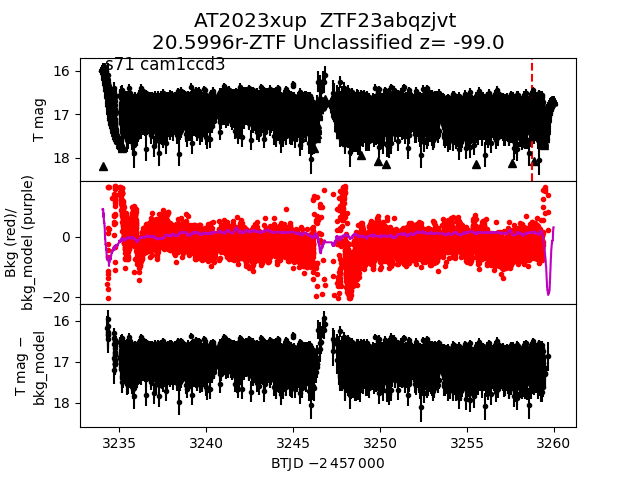 AT2023xup  ZTF23abqzjvt
20.5996r-ZTF Unclassified z= -99.0
s71 cam1ccd3
T mag
16
17
18
Bkg (red)/
bkg_model (purple)
0
−20
T mag −
bkg_model
16
17
18
3235
3240
3245
3250
3255
3260
BTJD −2 457 000